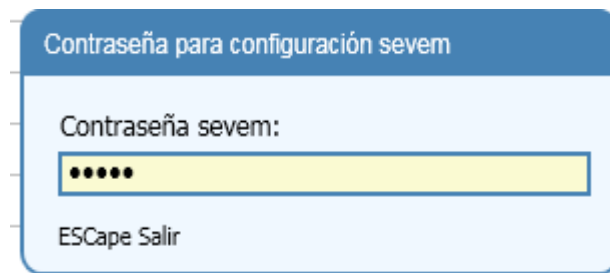 Contraseña para configuración sevem
Contraseña sevem:
•••••
ESCape Salir